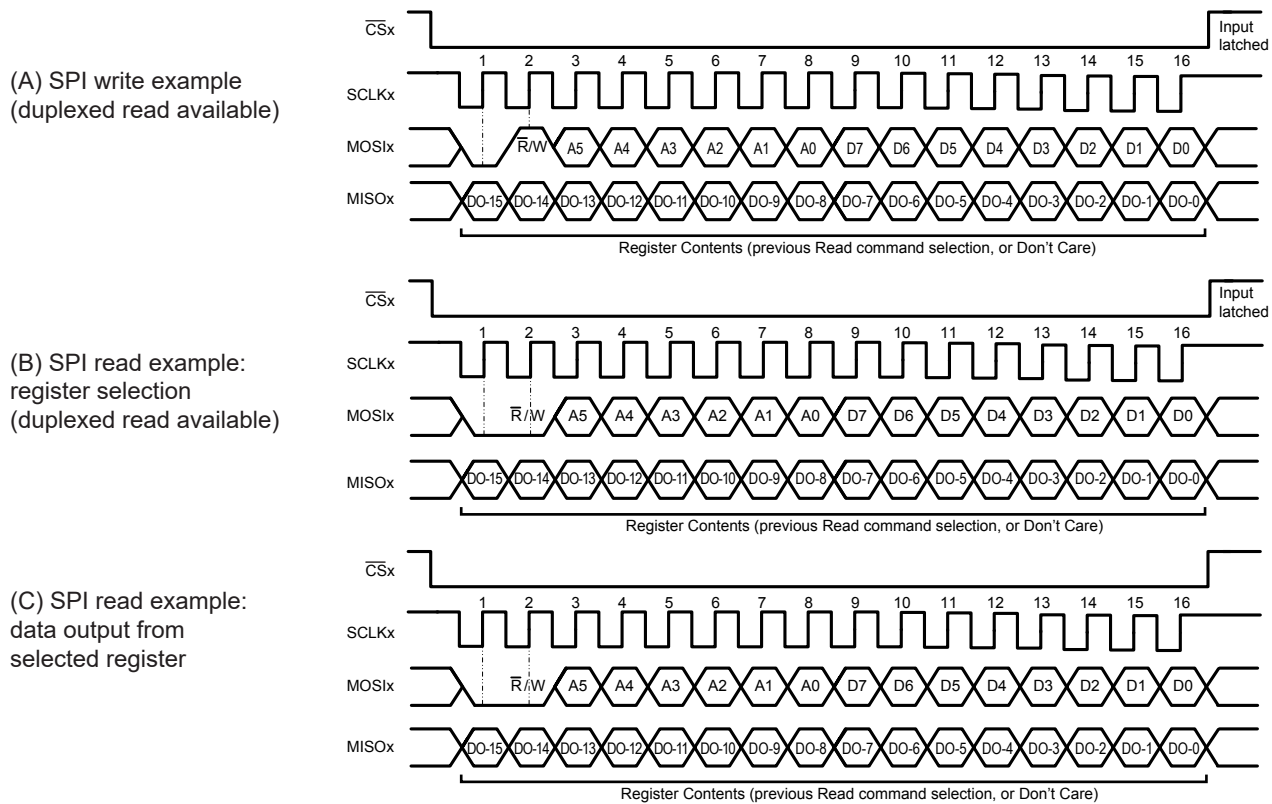 (A) SPI write example
(duplexed read available)
C̅S̅x
Input
latched
1 2 3 4 5 6 7 8 9 10 11 12 13 14 15 16
SCLKx
MOSIx
R̅/W A5 A4 A3 A2 A1 A0 D7 D6 D5 D4 D3 D2 D1 D0
MISOx
DO-15 DO-14 DO-13 DO-12 DO-11 DO-10 DO-9 DO-8 DO-7 DO-6 DO-5 DO-4 DO-3 DO-2 DO-1 DO-0
Register Contents (previous Read command selection, or Don't Care)
(B) SPI read example:
register selection
(duplexed read available)
C̅S̅x
Input
latched
1 2 3 4 5 6 7 8 9 10 11 12 13 14 15 16
SCLKx
MOSIx
R̅/W A5 A4 A3 A2 A1 A0 D7 D6 D5 D4 D3 D2 D1 D0
MISOx
DO-15 DO-14 DO-13 DO-12 DO-11 DO-10 DO-9 DO-8 DO-7 DO-6 DO-5 DO-4 DO-3 DO-2 DO-1 DO-0
Register Contents (previous Read command selection, or Don't Care)
(C) SPI read example:
data output from
selected register
C̅S̅x
1 2 3 4 5 6 7 8 9 10 11 12 13 14 15 16
SCLKx
MOSIx
R̅/W A5 A4 A3 A2 A1 A0 D7 D6 D5 D4 D3 D2 D1 D0
MISOx
DO-15 DO-14 DO-13 DO-12 DO-11 DO-10 DO-9 DO-8 DO-7 DO-6 DO-5 DO-4 DO-3 DO-2 DO-1 DO-0
Register Contents (previous Read command selection, or Don't Care)